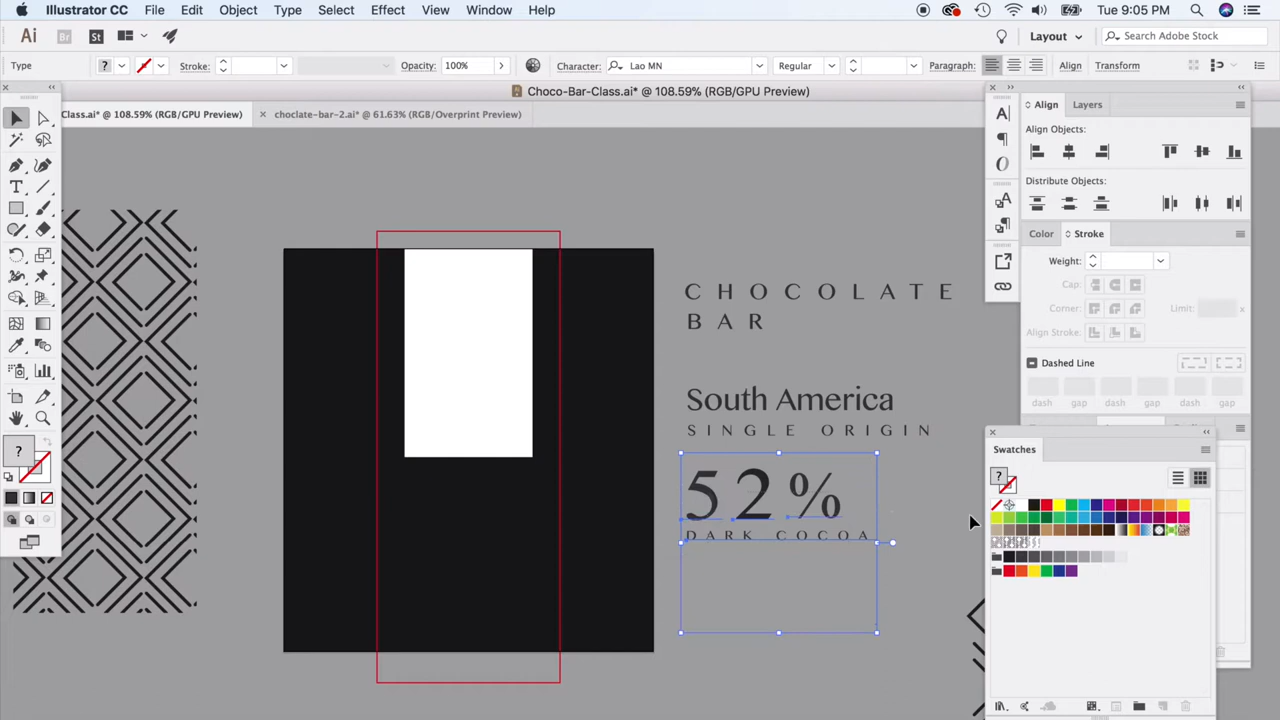 Illustrator CC File Edit Object Type Select Effect View Window Help Tue 9:05 PM
Ai Br St Layout Search Adobe Stock
Type ? Stroke: Opacity: 100% Character: Lao MN Regular Paragraph: Align Transform
Choco-Bar-Class.ai* @ 108.59% (RGB/GPU Preview)
Class.ai* @ 108.59% (RGB/GPU Preview) × choclate-bar-2.ai* @ 61.63% (RGB/Overprint Preview)
Align Layers
Align Objects:
Distribute Objects:
Color Stroke
Weight:
Cap:
Corner: Limit: x
Align Stroke:
Dashed Line
dash gap dash gap dash gap
CHOCOLATE
BAR
South America
SINGLE ORIGIN
52%
DARK COCOA
Swatches
?
?